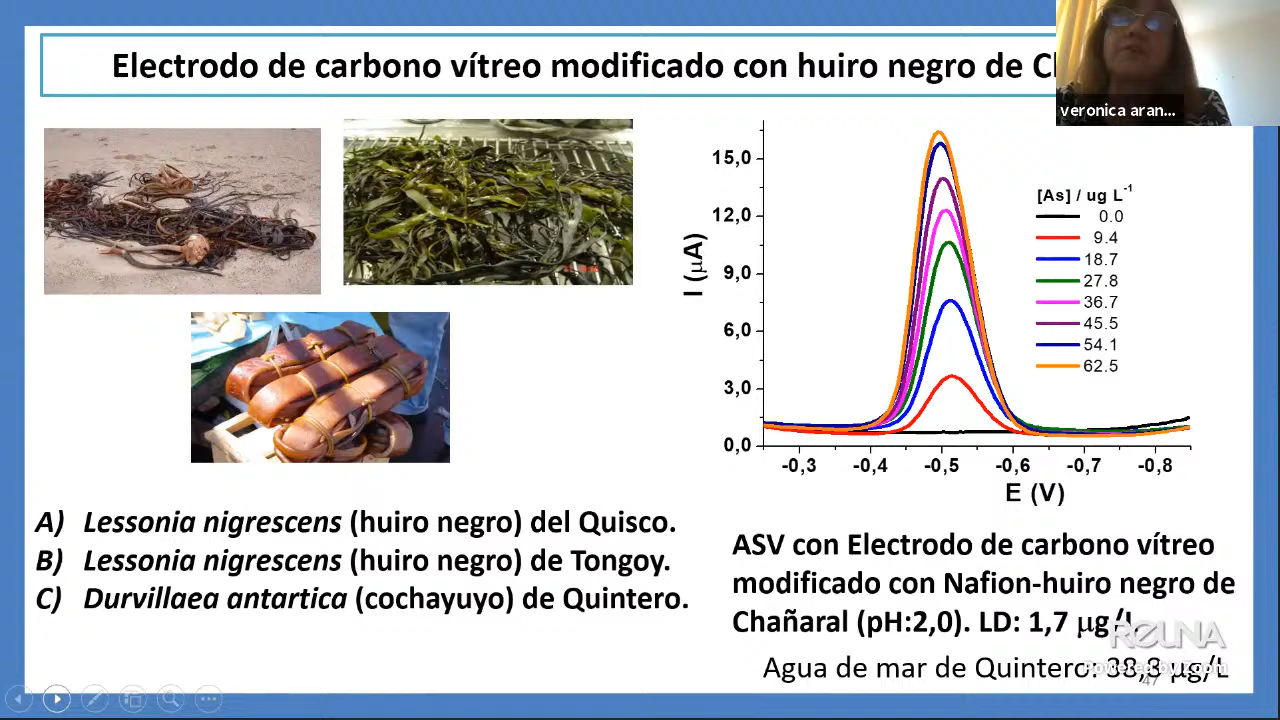 Electrodo de carbono vítreo modificado con huiro negro de
veronica aran...
15,0
12,0
9,0
6,0
3,0
0,0
I (µA)
-0,3 -0,4 -0,5 -0,6 -0,7 -0,8
E (V)
[As] / ug L⁻¹
0.0
9.4
18.7
27.8
36.7
45.5
54.1
62.5
A) Lessonia nigrescens (huiro negro) del Quisco.
B) Lessonia nigrescens (huiro negro) de Tongoy.
C) Durvillaea antartica (cochayuyo) de Quintero.
ASV con Electrodo de carbono vítreo
modificado con Nafion-huiro negro de
Chañaral (pH:2,0). LD: 1,7 µg/L
REUNA
Powered by Zoom
Agua de mar de Quintero: 38,8 µg/L
47